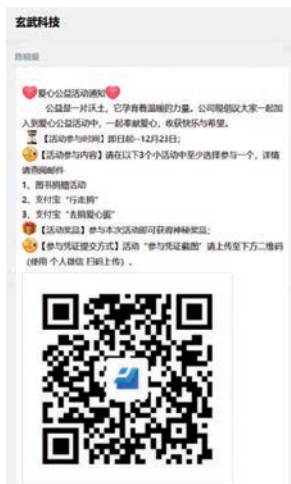 玄武科技
陈晓璇
爱心公益活动通知
公益是一片沃土，它孕育着温暖的力量。公司现倡议大家一起加
入到爱心公益活动中，一起奉献爱心，收获快乐与希望。
【活动参与时间】即日起--12月23日；
【活动参与内容】请在以下3个小活动中至少选择参与一个，详情
请查阅邮件
1、图书捐赠活动
2、支付宝“行走捐”
3、支付宝“去捐爱心蛋”
【活动奖品】参与本次活动即可获得神秘奖品；
【参与凭证提交方式】活动“参与凭证截图”请上传至下方二维码
（使用 个人微信 扫码上传）.